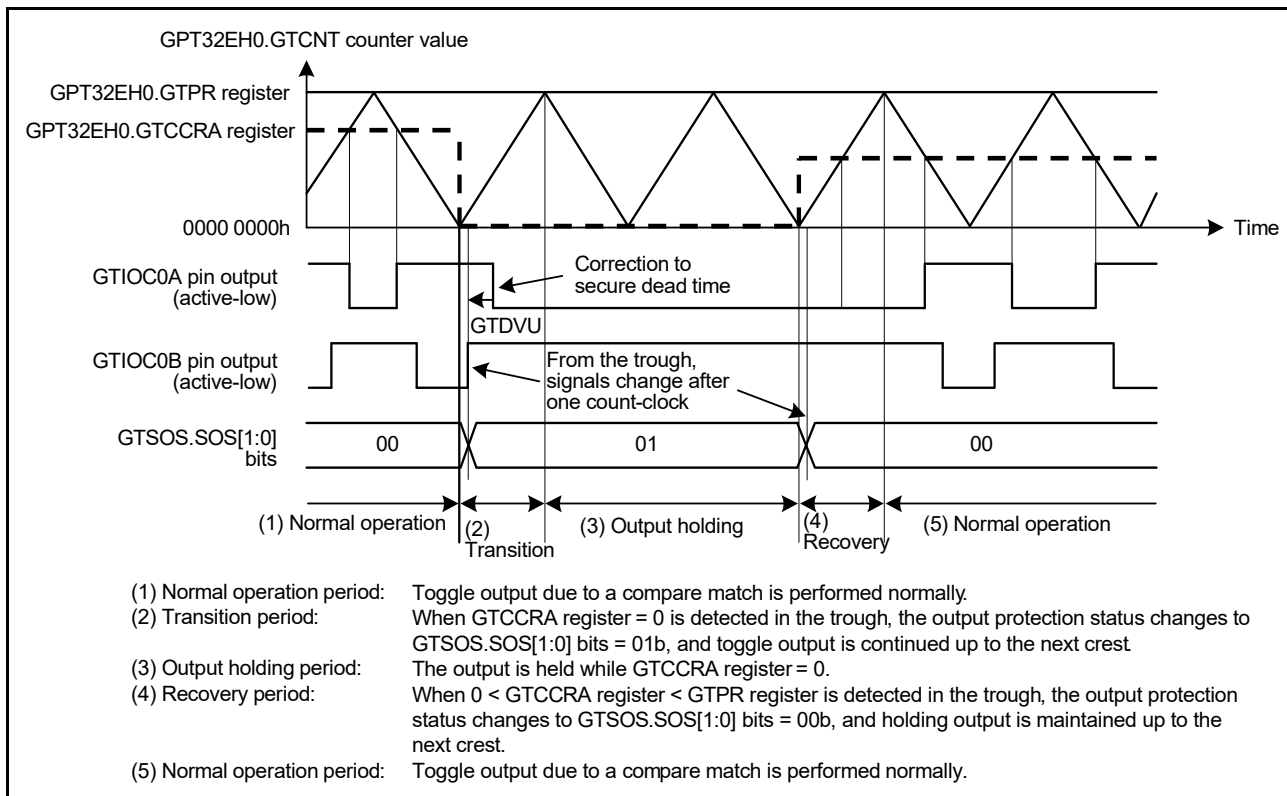 GPT32EH0.GTCNT counter value
GPT32EH0.GTPR register
GPT32EH0.GTCCRA register
0000 0000h
Time
GTIOC0A pin output
(active-low)
Correction to
secure dead time
GTDVU
GTIOC0B pin output
(active-low)
From the trough,
signals change after
one count-clock
GTSOS.SOS[1:0]
bits
00
01
00
(1) Normal operation
(2)
Transition
(3) Output holding
(4)
Recovery
(5) Normal operation
(1) Normal operation period: Toggle output due to a compare match is performed normally.
(2) Transition period: When GTCCRA register = 0 is detected in the trough, the output protection status changes to
GTSOS.SOS[1:0] bits = 01b, and toggle output is continued up to the next crest.
(3) Output holding period: The output is held while GTCCRA register = 0.
(4) Recovery period: When 0 < GTCCRA register < GTPR register is detected in the trough, the output protection
status changes to GTSOS.SOS[1:0] bits = 00b, and holding output is maintained up to the
next crest.
(5) Normal operation period: Toggle output due to a compare match is performed normally.